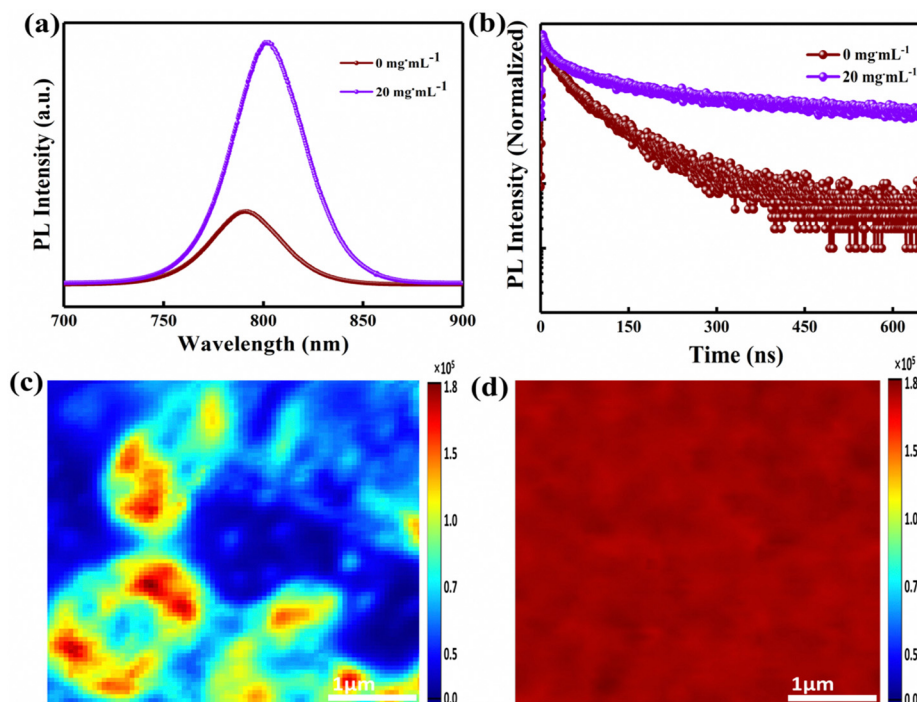 (a)
PL Intensity (a.u.)
0 mg·mL⁻¹
20 mg·mL⁻¹
700
750
800
850
900
Wavelength (nm)
(b)
PL Intensity (Normalized)
0 mg·mL⁻¹
20 mg·mL⁻¹
0
150
300
450
600
Time (ns)
(c)
1μm
×10⁵
1.8
1.5
1.0
0.7
0.5
0.0
(d)
1μm
×10⁵
1.8
1.5
1.0
0.7
0.5
0.0